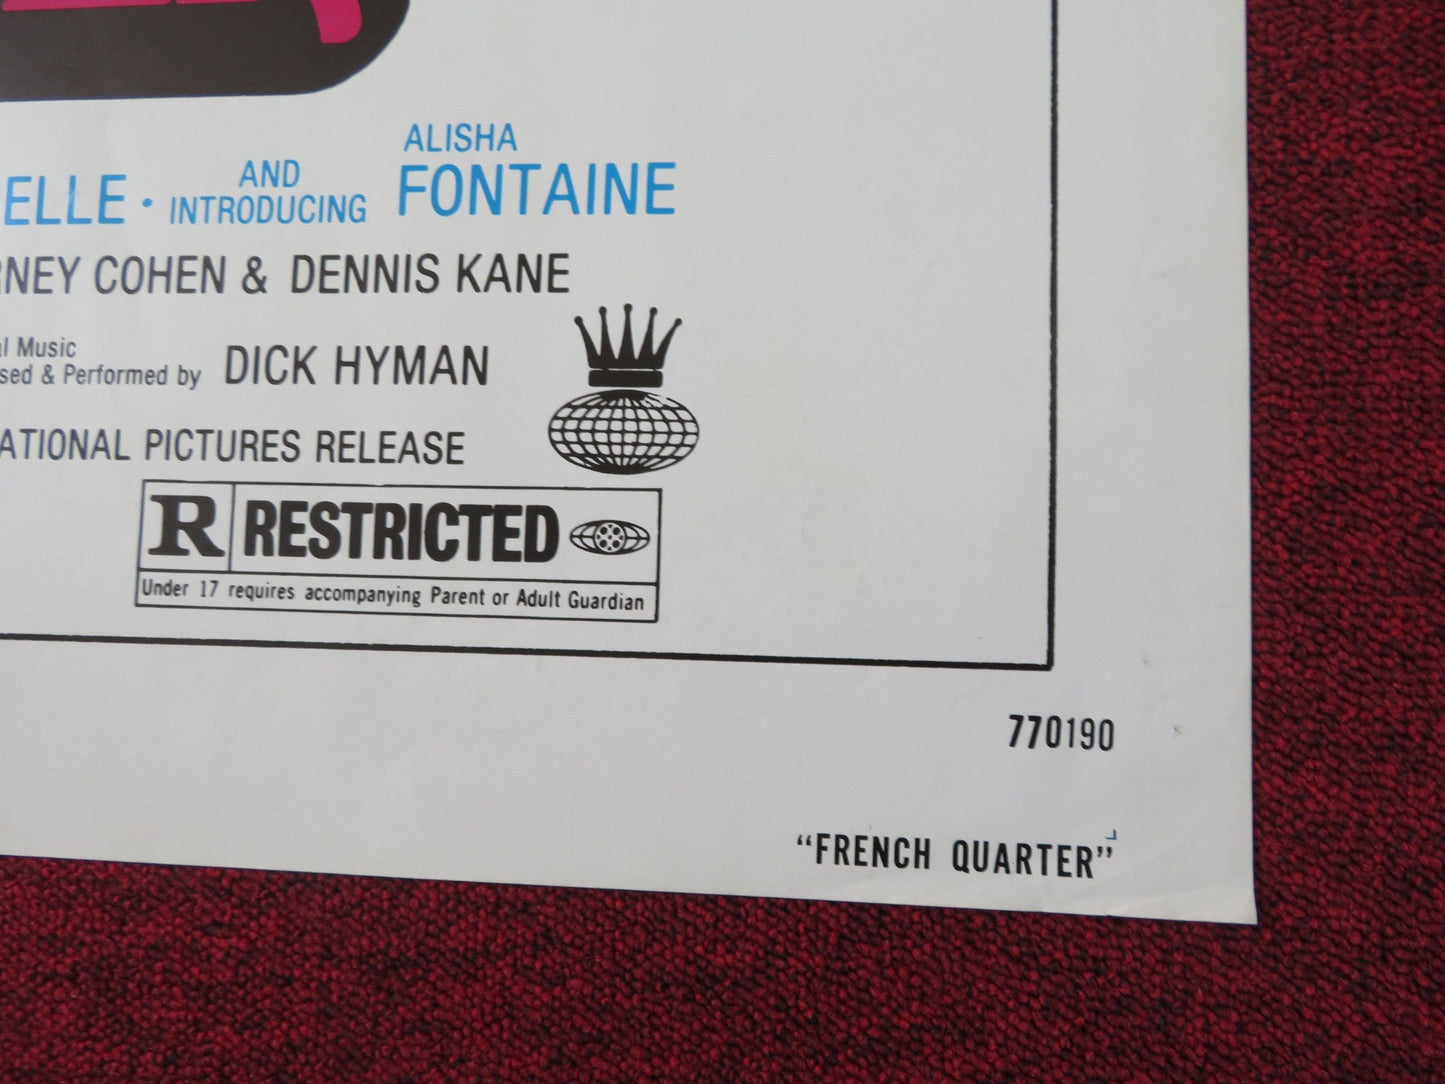 ALISHA
ELLE · AND INTRODUCING FONTAINE
RNEY COHEN & DENNIS KANE
al Music
sed & Performed by DICK HYMAN
ATIONAL PICTURES RELEASE
R RESTRICTED
Under 17 requires accompanying Parent or Adult Guardian
770190
“FRENCH QUARTER”